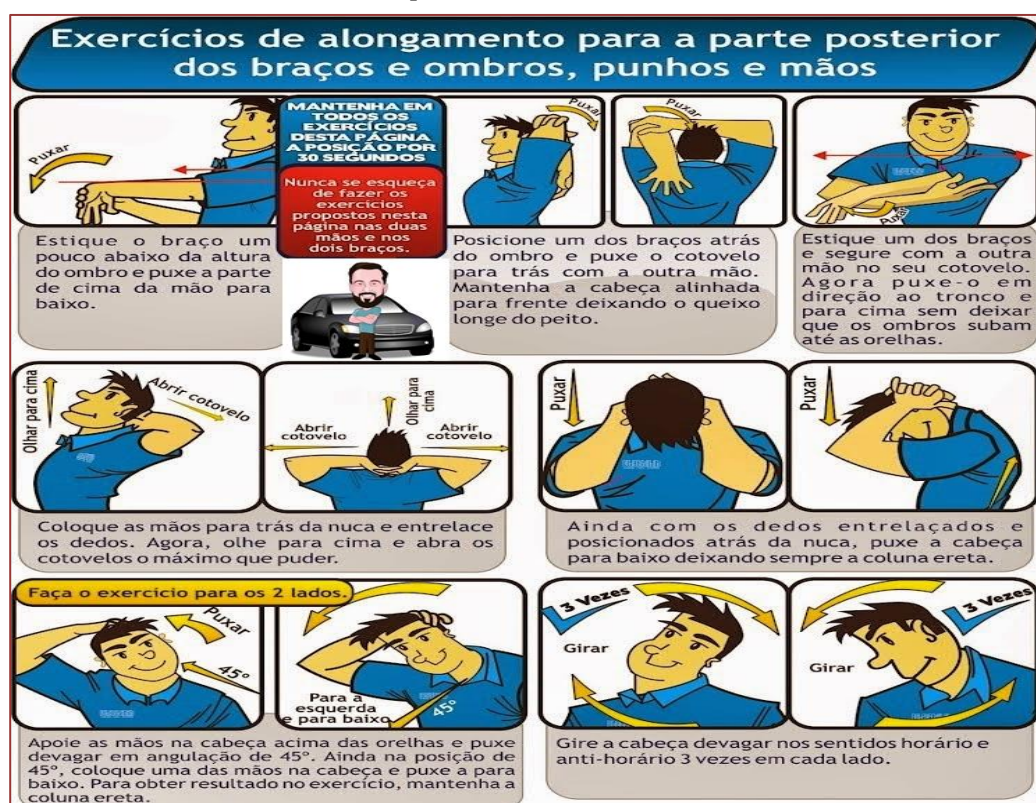 Exercícios de alongamento para a parte posterior
dos braços e ombros, punhos e mãos
Puxar
Estique o braço um
pouco abaixo da altura
do ombro e puxe a parte
de cima da mão para
baixo.
MANTENHA EM
TODOS OS
EXERCÍCIOS
DESTA PÁGINA
A POSIÇÃO POR
30 SEGUNDOS
Nunca se esqueça
de fazer os
exercícios
propostos nesta
página nas duas
mãos e nos
dois braços.
Puxar
Puxar
Posicione um dos braços atrás
do ombro e puxe o cotovelo
para trás com a outra mão.
Mantenha a cabeça alinhada
para frente deixando o queixo
longe do peito.
Puxar
Estique um dos braços
e segure com a outra
mão no seu cotovelo.
Agora puxe-o em
direção ao tronco e
para cima sem deixar
que os ombros subam
até as orelhas.
Olhar para cima
Abrir cotovelo
Olhar para
cima
Abrir
cotovelo
Abrir
cotovelo
Coloque as mãos para trás da nuca e entrelace
os dedos. Agora, olhe para cima e abra os
cotovelos o máximo que puder.
Puxar
Puxar
Ainda com os dedos entrelaçados e
posicionados atrás da nuca, puxe a cabeça
para baixo deixando sempre a coluna ereta.
Faça o exercício para os 2 lados.
Puxar
45º
Para a
esquerda
e para baixo
45º
Apoie as mãos na cabeça acima das orelhas e puxe
devagar em angulação de 45º. Ainda na posição de
45º, coloque uma das mãos na cabeça e puxe a para
baixo. Para obter resultado no exercício, mantenha a
coluna ereta.
3 Vezes
Girar
3 Vezes
Girar
Gire a cabeça devagar nos sentidos horário e
anti-horário 3 vezes em cada lado.